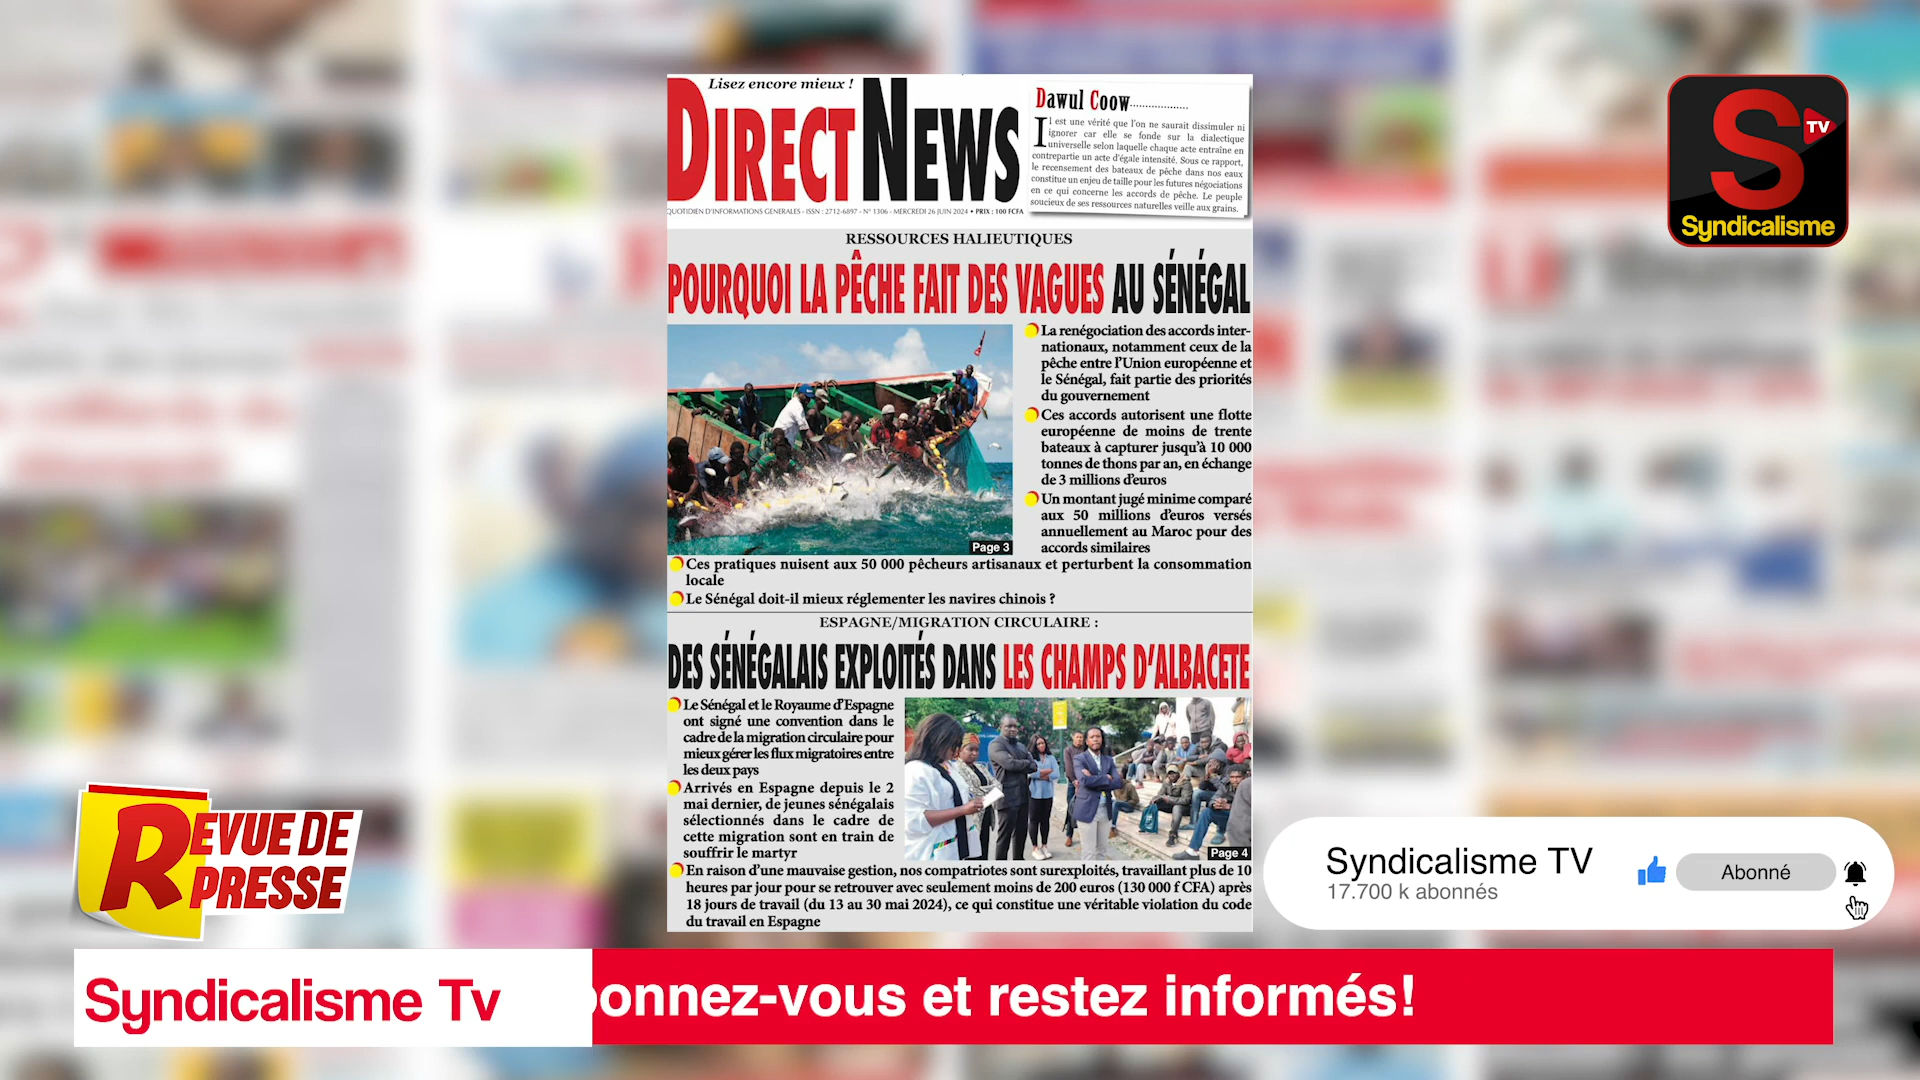 Lisez encore mieux !
DIRECT NEWS
QUOTIDIEN D'INFORMATIONS GENERALES - ISSN : 2712-6897 - N° 1306 - MERCREDI 26 JUIN 2024 • PRIX : 100 FCFA
Dawul Coow...................
Il est une vérité que l'on ne saurait dissimuler ni
ignorer car elle se fonde sur la dialectique
universelle selon laquelle chaque acte entraîne en
contrepartie un acte d'égale intensité. Sous ce rapport,
le recensement des bateaux de pêche dans nos eaux
constitue un enjeu de taille pour les futures négociations
en ce qui concerne les accords de pêche. Le peuple
soucieux de ses ressources naturelles veille aux grains.
RESSOURCES HALIEUTIQUES
POURQUOI LA PÊCHE FAIT DES VAGUES AU SÉNÉGAL
La renégociation des accords inter-
nationaux, notamment ceux de la
pêche entre l'Union européenne et
le Sénégal, fait partie des priorités
du gouvernement
Ces accords autorisent une flotte
européenne de moins de trente
bateaux à capturer jusqu'à 10 000
tonnes de thons par an, en échange
de 3 millions d'euros
Un montant jugé minime comparé
aux 50 millions d'euros versés
annuellement au Maroc pour des
accords similaires
Page 3
Ces pratiques nuisent aux 50 000 pêcheurs artisanaux et perturbent la consommation
locale
Le Sénégal doit-il mieux réglementer les navires chinois ?
ESPAGNE/MIGRATION CIRCULAIRE :
DES SÉNÉGALAIS EXPLOITÉS DANS LES CHAMPS D'ALBACETE
Le Sénégal et le Royaume d'Espagne
ont signé une convention dans le
cadre de la migration circulaire pour
mieux gérer les flux migratoires entre
les deux pays
Arrivés en Espagne depuis le 2
mai dernier, de jeunes sénégalais
sélectionnés dans le cadre de
cette migration sont en train de
souffrir le martyr
Page 4
En raison d'une mauvaise gestion, nos compatriotes sont surexploités, travaillant plus de 10
heures par jour pour se retrouver avec seulement moins de 200 euros (130 000 f CFA) après
18 jours de travail (du 13 au 30 mai 2024), ce qui constitue une véritable violation du code
du travail en Espagne
S TV
Syndicalisme
REVUE DE
PRESSE
Syndicalisme TV
17.700 k abonnés
Abonné
Syndicalisme Tv
bonnez-vous et restez informés!